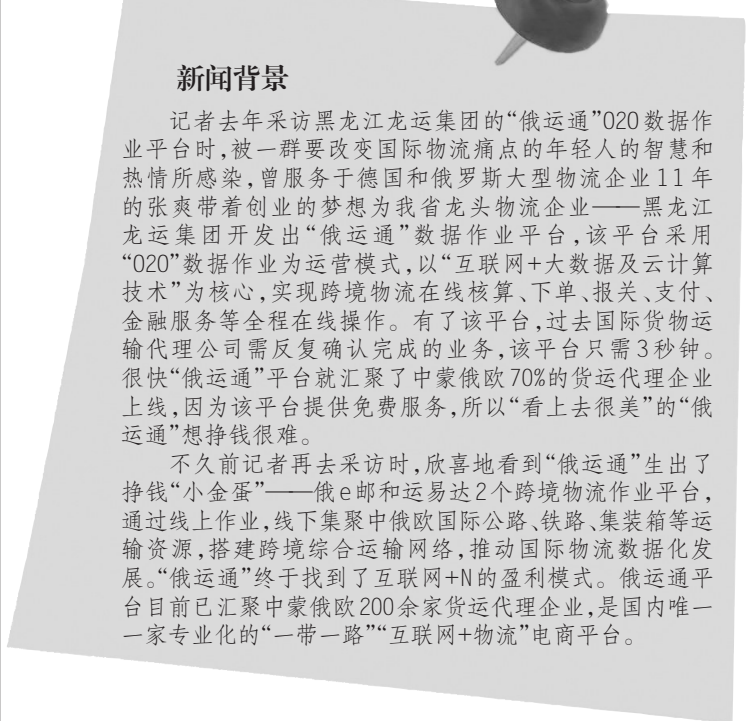 新闻背景
记者去年采访黑龙江龙运集团的“俄运通”020数据作
业平台时,被一群要改变国际物流痛点的年轻人的智慧和
热情所感染,曾服务于德国和俄罗斯大型物流企业11年
的张爽带着创业的梦想为我省龙头物流企业——黑龙江
龙运集团开发出“俄运通”数据作业平台,该平台采用
“020”数据作业为运营模式,以“互联网+大数据及云计算
技术”为核心,实现跨境物流在线核算、下单、报关、支付、
金融服务等全程在线操作。有了该平台,过去国际货物运
输代理公司需反复确认完成的业务,该平台只需3秒钟。
很快“俄运通”平台就汇聚了中蒙俄欧70%的货运代理企业
上线,因为该平台提供免费服务,所以“看上去很美”的“俄
运通”想挣钱很难。
不久前记者再去采访时,欣喜地看到“俄运通”生出了
挣钱“小金蛋”——俄e邮和运易达2个跨境物流作业平台,
通过线上作业,线下集聚中俄欧国际公路、铁路、集装箱等运
输资源,搭建跨境综合运输网络,推动国际物流数据化发
展。“俄运通”终于找到了互联网+N的盈利模式。俄运通平
台目前已汇聚中蒙俄欧200余家货运代理企业,是国内唯一
一家专业化的“一带一路”“互联网+物流”电商平台。